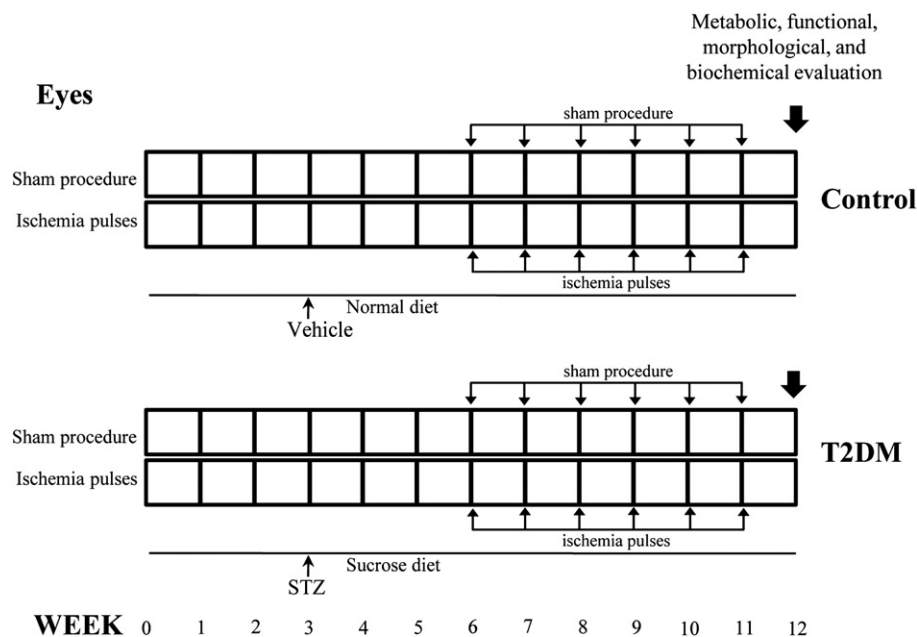 Metabolic, functional,
morphological, and
biochemical evaluation
Eyes
sham procedure
Sham procedure
Ischemia pulses
Control
ischemia pulses
Normal diet
Vehicle
sham procedure
Sham procedure
Ischemia pulses
T2DM
ischemia pulses
Sucrose diet
STZ
WEEK 0 1 2 3 4 5 6 7 8 9 10 11 12